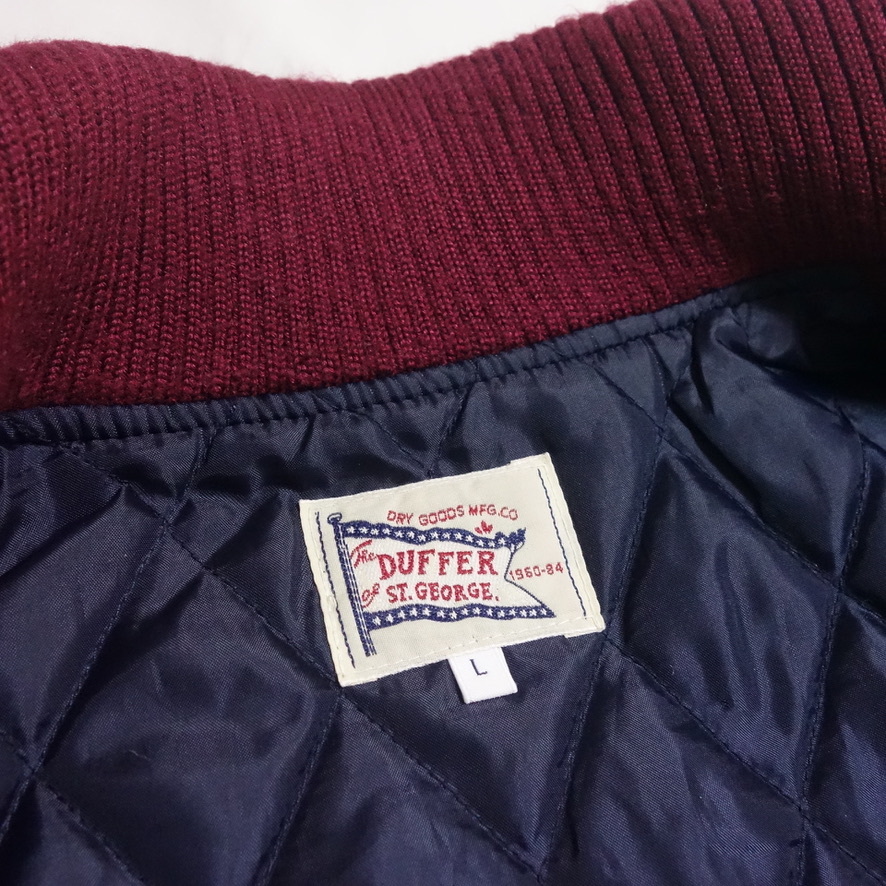 DRY GOODS MFG.CO
The DUFFER
of ST. GEORGE.
1960-84
L